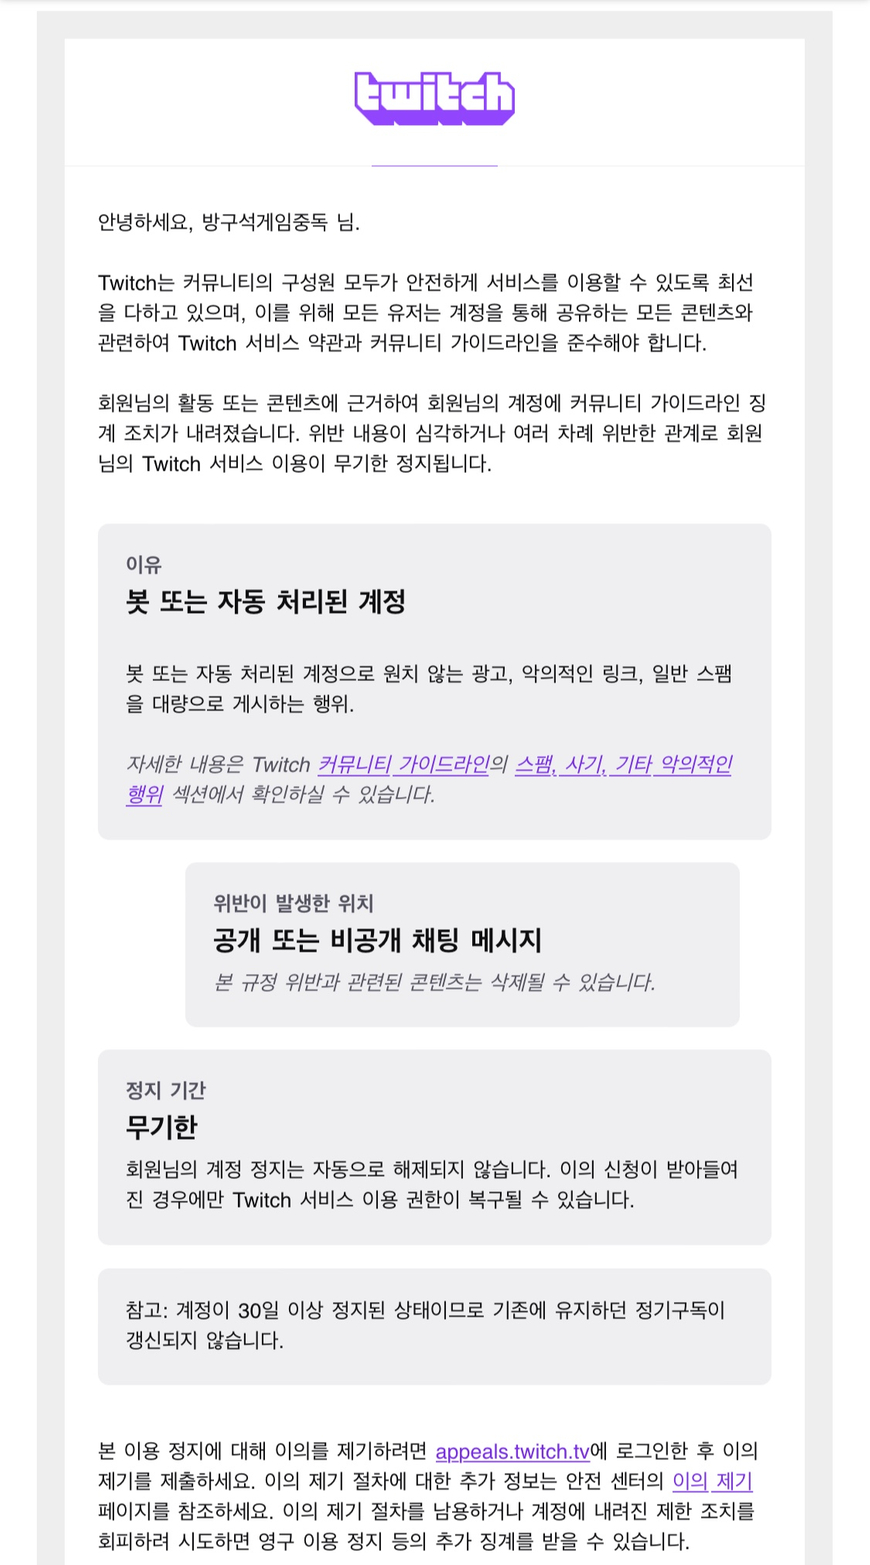 twitch
안녕하세요, 방구석게임중독 님.
Twitch는 커뮤니티의 구성원 모두가 안전하게 서비스를 이용할 수 있도록 최선
을 다하고 있으며, 이를 위해 모든 유저는 계정을 통해 공유하는 모든 콘텐츠와
관련하여 Twitch 서비스 약관과 커뮤니티 가이드라인을 준수해야 합니다.
회원님의 활동 또는 콘텐츠에 근거하여 회원님의 계정에 커뮤니티 가이드라인 징
계 조치가 내려졌습니다. 위반 내용이 심각하거나 여러 차례 위반한 관계로 회원
님의 Twitch 서비스 이용이 무기한 정지됩니다.
이유
봇 또는 자동 처리된 계정
봇 또는 자동 처리된 계정으로 원치 않는 광고, 악의적인 링크, 일반 스팸
을 대량으로 게시하는 행위.
자세한 내용은 Twitch 커뮤니티 가이드라인의 스팸, 사기, 기타 악의적인
행위 섹션에서 확인하실 수 있습니다.
위반이 발생한 위치
공개 또는 비공개 채팅 메시지
본 규정 위반과 관련된 콘텐츠는 삭제될 수 있습니다.
정지 기간
무기한
회원님의 계정 정지는 자동으로 해제되지 않습니다. 이의 신청이 받아들여
진 경우에만 Twitch 서비스 이용 권한이 복구될 수 있습니다.
참고: 계정이 30일 이상 정지된 상태이므로 기존에 유지하던 정기구독이
갱신되지 않습니다.
본 이용 정지에 대해 이의를 제기하려면 appeals.twitch.tv에 로그인한 후 이의
제기를 제출하세요. 이의 제기 절차에 대한 추가 정보는 안전 센터의 이의 제기
페이지를 참조하세요. 이의 제기 절차를 남용하거나 계정에 내려진 제한 조치를
회피하려 시도하면 영구 이용 정지 등의 추가 징계를 받을 수 있습니다.